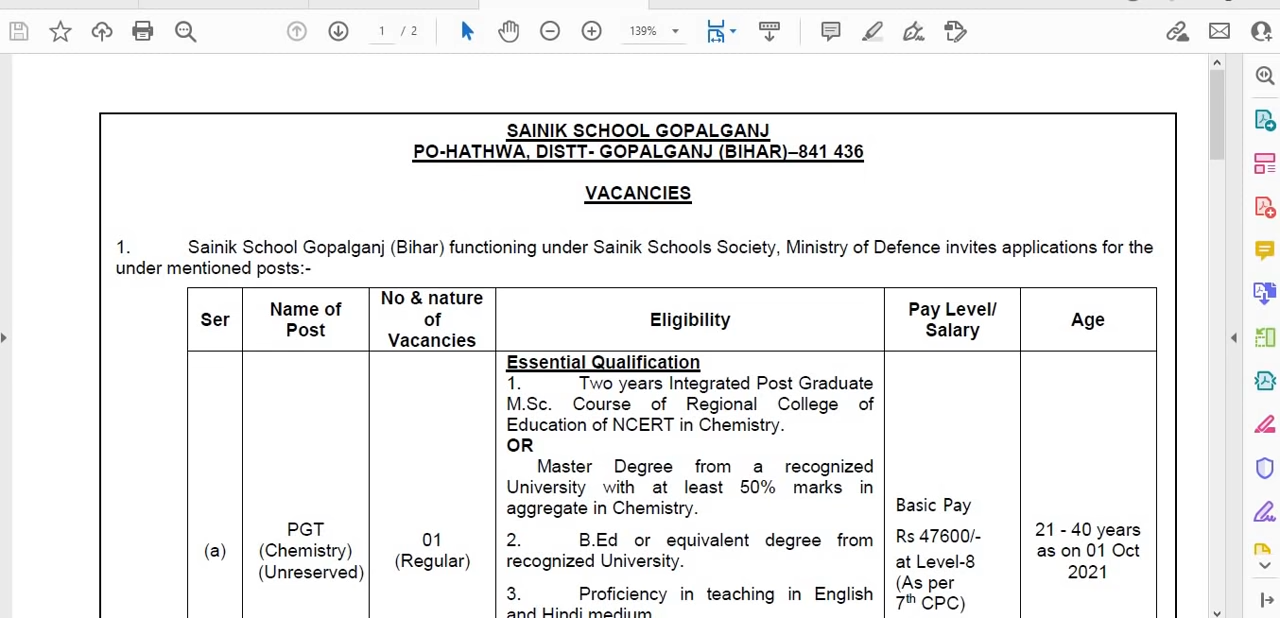 1 / 2
139%
SAINIK SCHOOL GOPALGANJ
PO-HATHWA, DISTT- GOPALGANJ (BIHAR)–841 436
VACANCIES
1. Sainik School Gopalganj (Bihar) functioning under Sainik Schools Society, Ministry of Defence invites applications for the
under mentioned posts:-
Ser
Name of
Post
No & nature
of
Vacancies
Eligibility
Pay Level/
Salary
Age
(a)
PGT
(Chemistry)
(Unreserved)
01
(Regular)
Essential Qualification
1. Two years Integrated Post Graduate
M.Sc. Course of Regional College of
Education of NCERT in Chemistry.
OR
Master Degree from a recognized
University with at least 50% marks in
aggregate in Chemistry.
2. B.Ed or equivalent degree from
recognized University.
3. Proficiency in teaching in English
and Hindi medium
Basic Pay
Rs 47600/-
at Level-8
(As per
7th CPC)
21 - 40 years
as on 01 Oct
2021